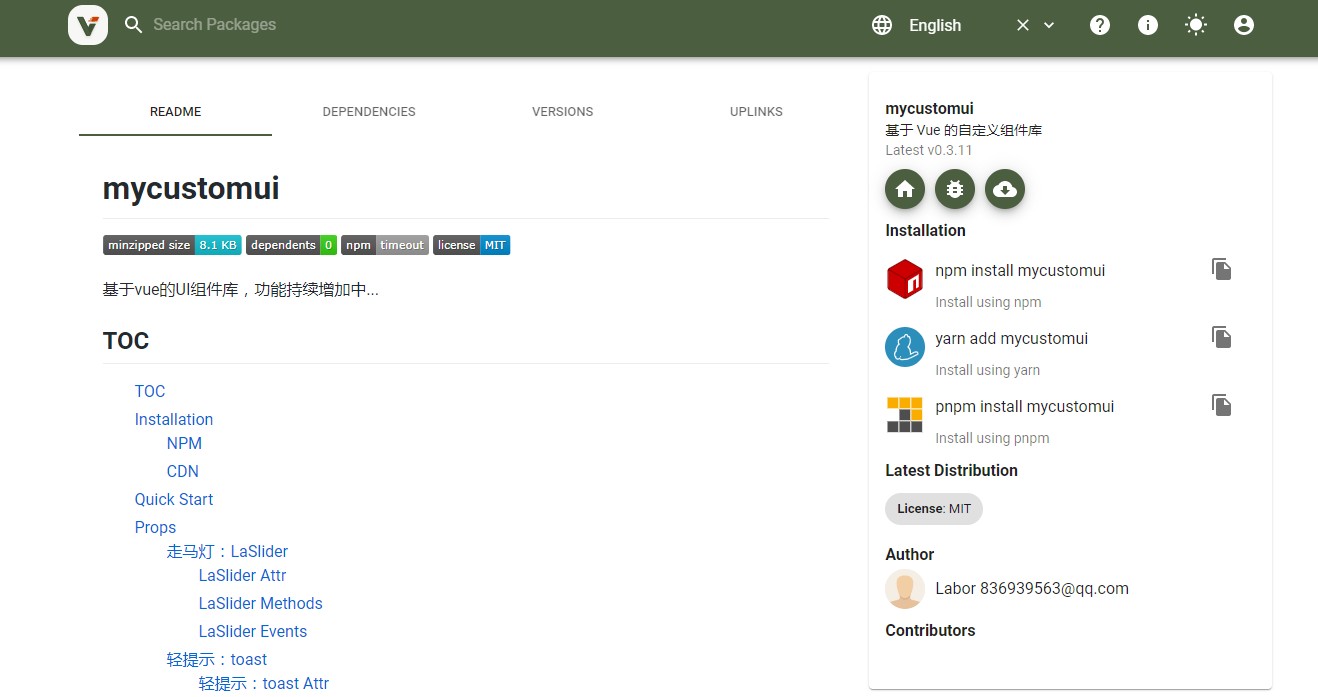 Search Packages
English
README DEPENDENCIES VERSIONS UPLINKS
mycustomui
minzipped size 8.1 KB dependents 0 npm timeout license MIT
基于vue的UI组件库，功能持续增加中...
TOC
TOC
Installation
NPM
CDN
Quick Start
Props
走马灯：LaSlider
LaSlider Attr
LaSlider Methods
LaSlider Events
轻提示：toast
轻提示：toast Attr
mycustomui
基于 Vue 的自定义组件库
Latest v0.3.11
Installation
npm install mycustomui
Install using npm
yarn add mycustomui
Install using yarn
pnpm install mycustomui
Install using pnpm
Latest Distribution
License: MIT
Author
Labor 836939563@qq.com
Contributors